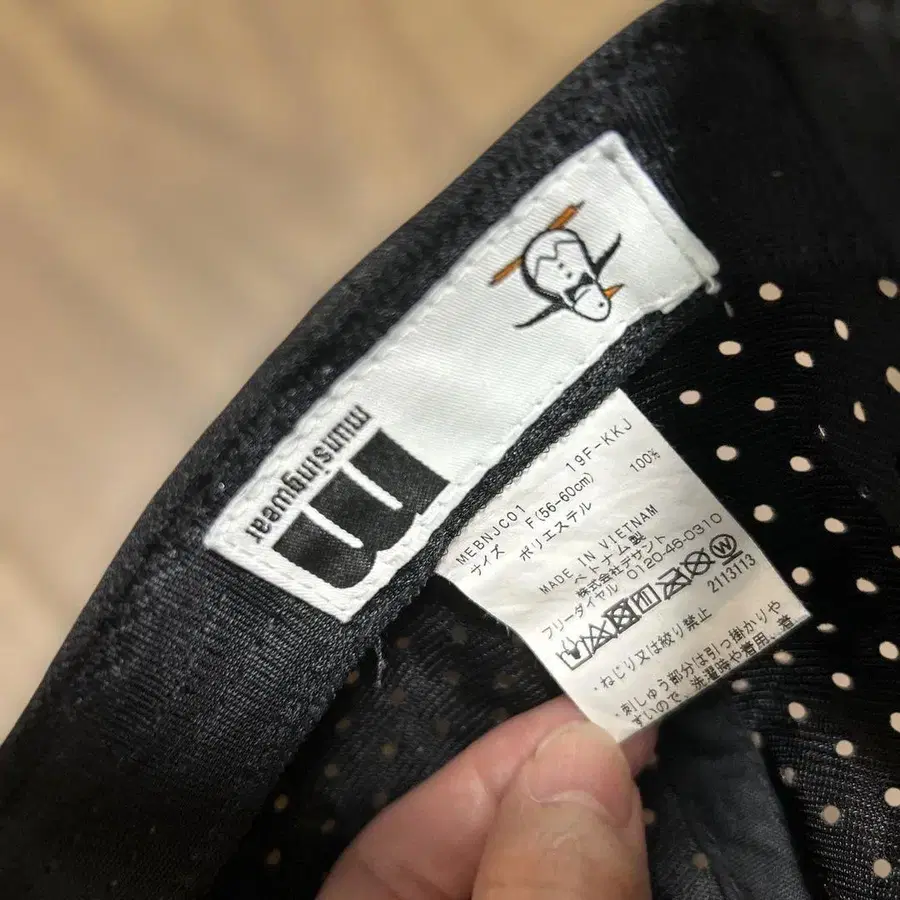 munsingwear
MEBNJC01 19F-KKJ
サイズ F(56-60cm)
ポリエステル 100%
MADE IN VIETNAM
ベトナム製
株式会社デサント
フリーダイヤル 0120-46-0310
2113113
・ねじり又は絞り禁止
・刺しゅう部分は引っ掛かりや
すいので、洗濯時や着用、着